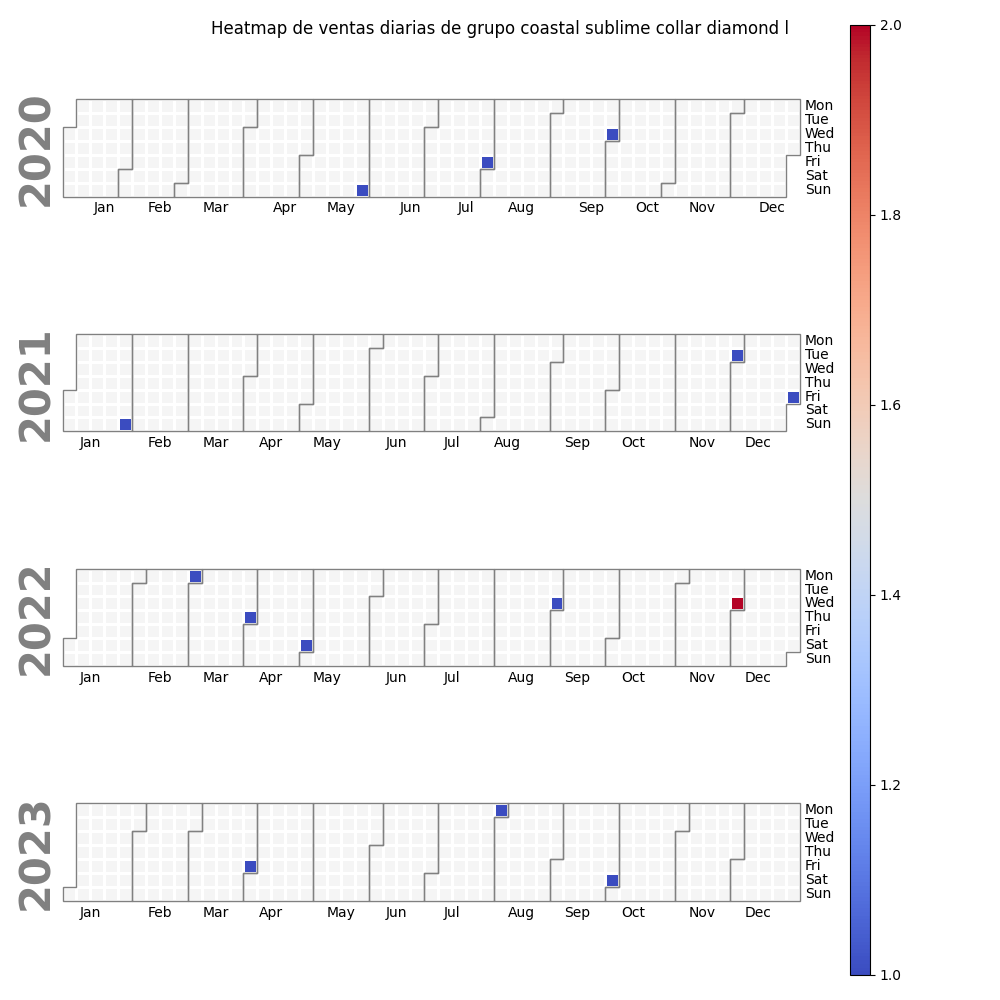 Heatmap de ventas diarias de grupo coastal sublime collar diamond l
2020
Mon
Tue
Wed
Thu
Fri
Sat
Sun
Jan Feb Mar Apr May Jun Jul Aug Sep Oct Nov Dec
2021
Mon
Tue
Wed
Thu
Fri
Sat
Sun
Jan Feb Mar Apr May Jun Jul Aug Sep Oct Nov Dec
2022
Mon
Tue
Wed
Thu
Fri
Sat
Sun
Jan Feb Mar Apr May Jun Jul Aug Sep Oct Nov Dec
2023
Mon
Tue
Wed
Thu
Fri
Sat
Sun
Jan Feb Mar Apr May Jun Jul Aug Sep Oct Nov Dec
2.0
1.8
1.6
1.4
1.2
1.0